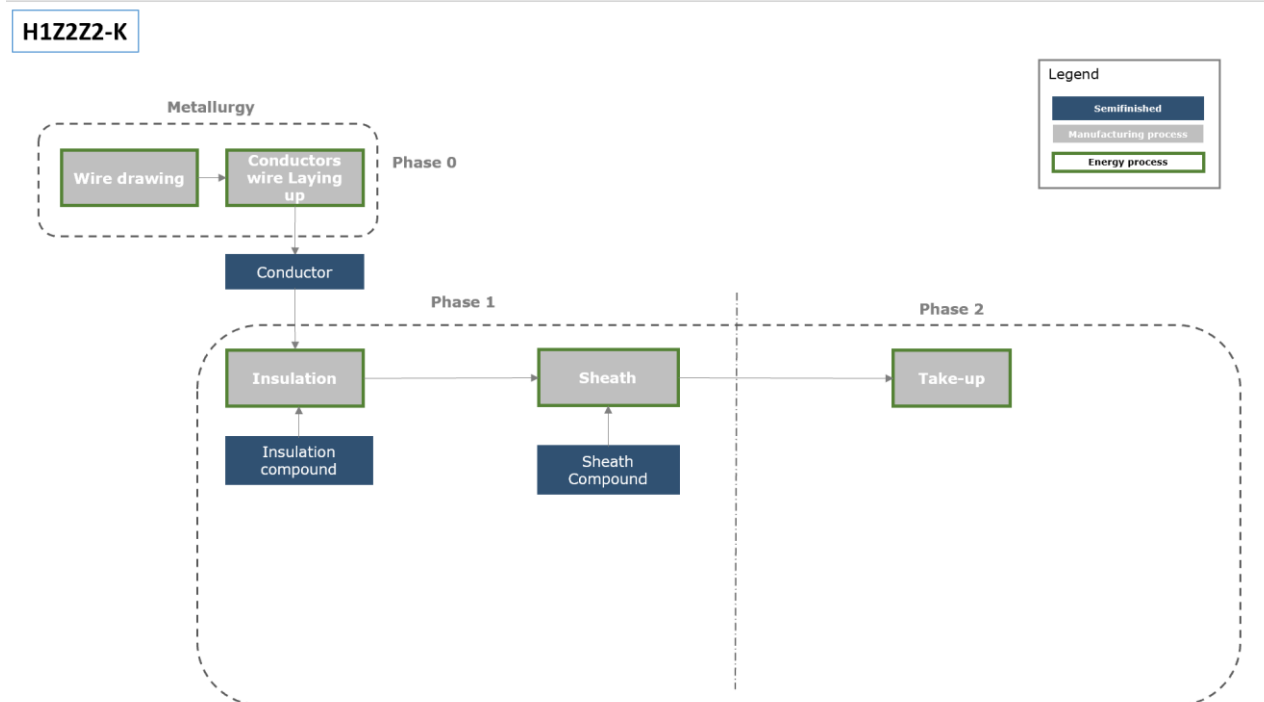 H1Z2Z2-K
Legend
Semifinished
Manufacturing process
Energy process
Metallurgy
Wire drawing
Conductors
wire Laying
up
Phase 0
Conductor
Phase 1
Phase 2
Insulation
Sheath
Take-up
Insulation
compound
Sheath
Compound